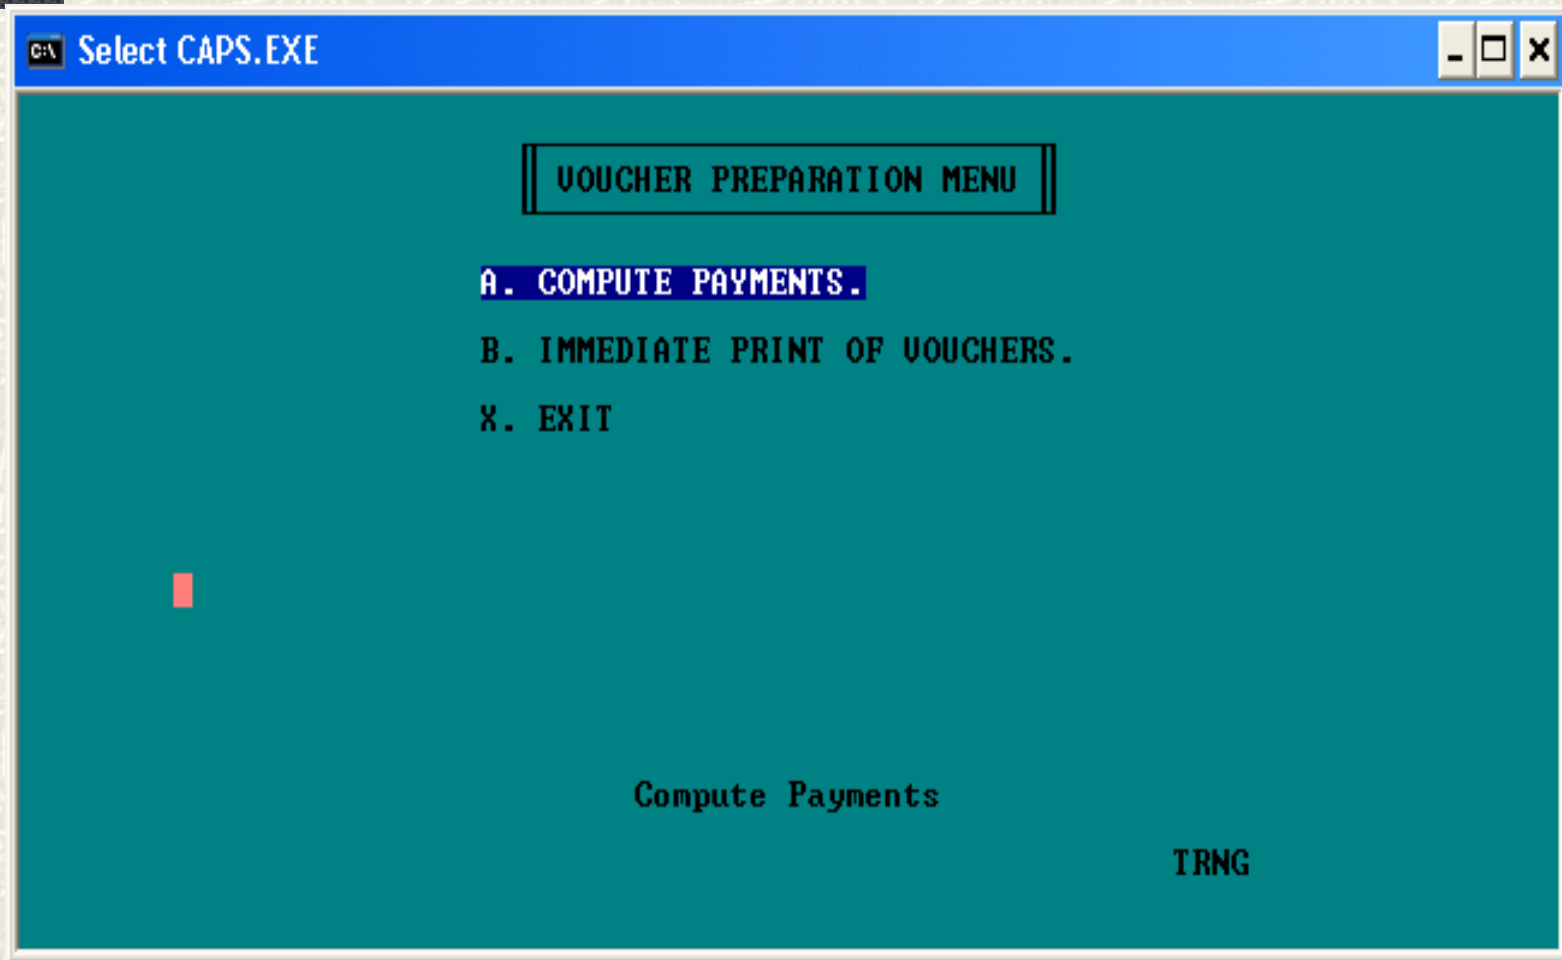 C:\ Select CAPS.EXE
VOUCHER PREPARATION MENU
A. COMPUTE PAYMENTS.
B. IMMEDIATE PRINT OF VOUCHERS.
X. EXIT
Compute Payments
TRNG